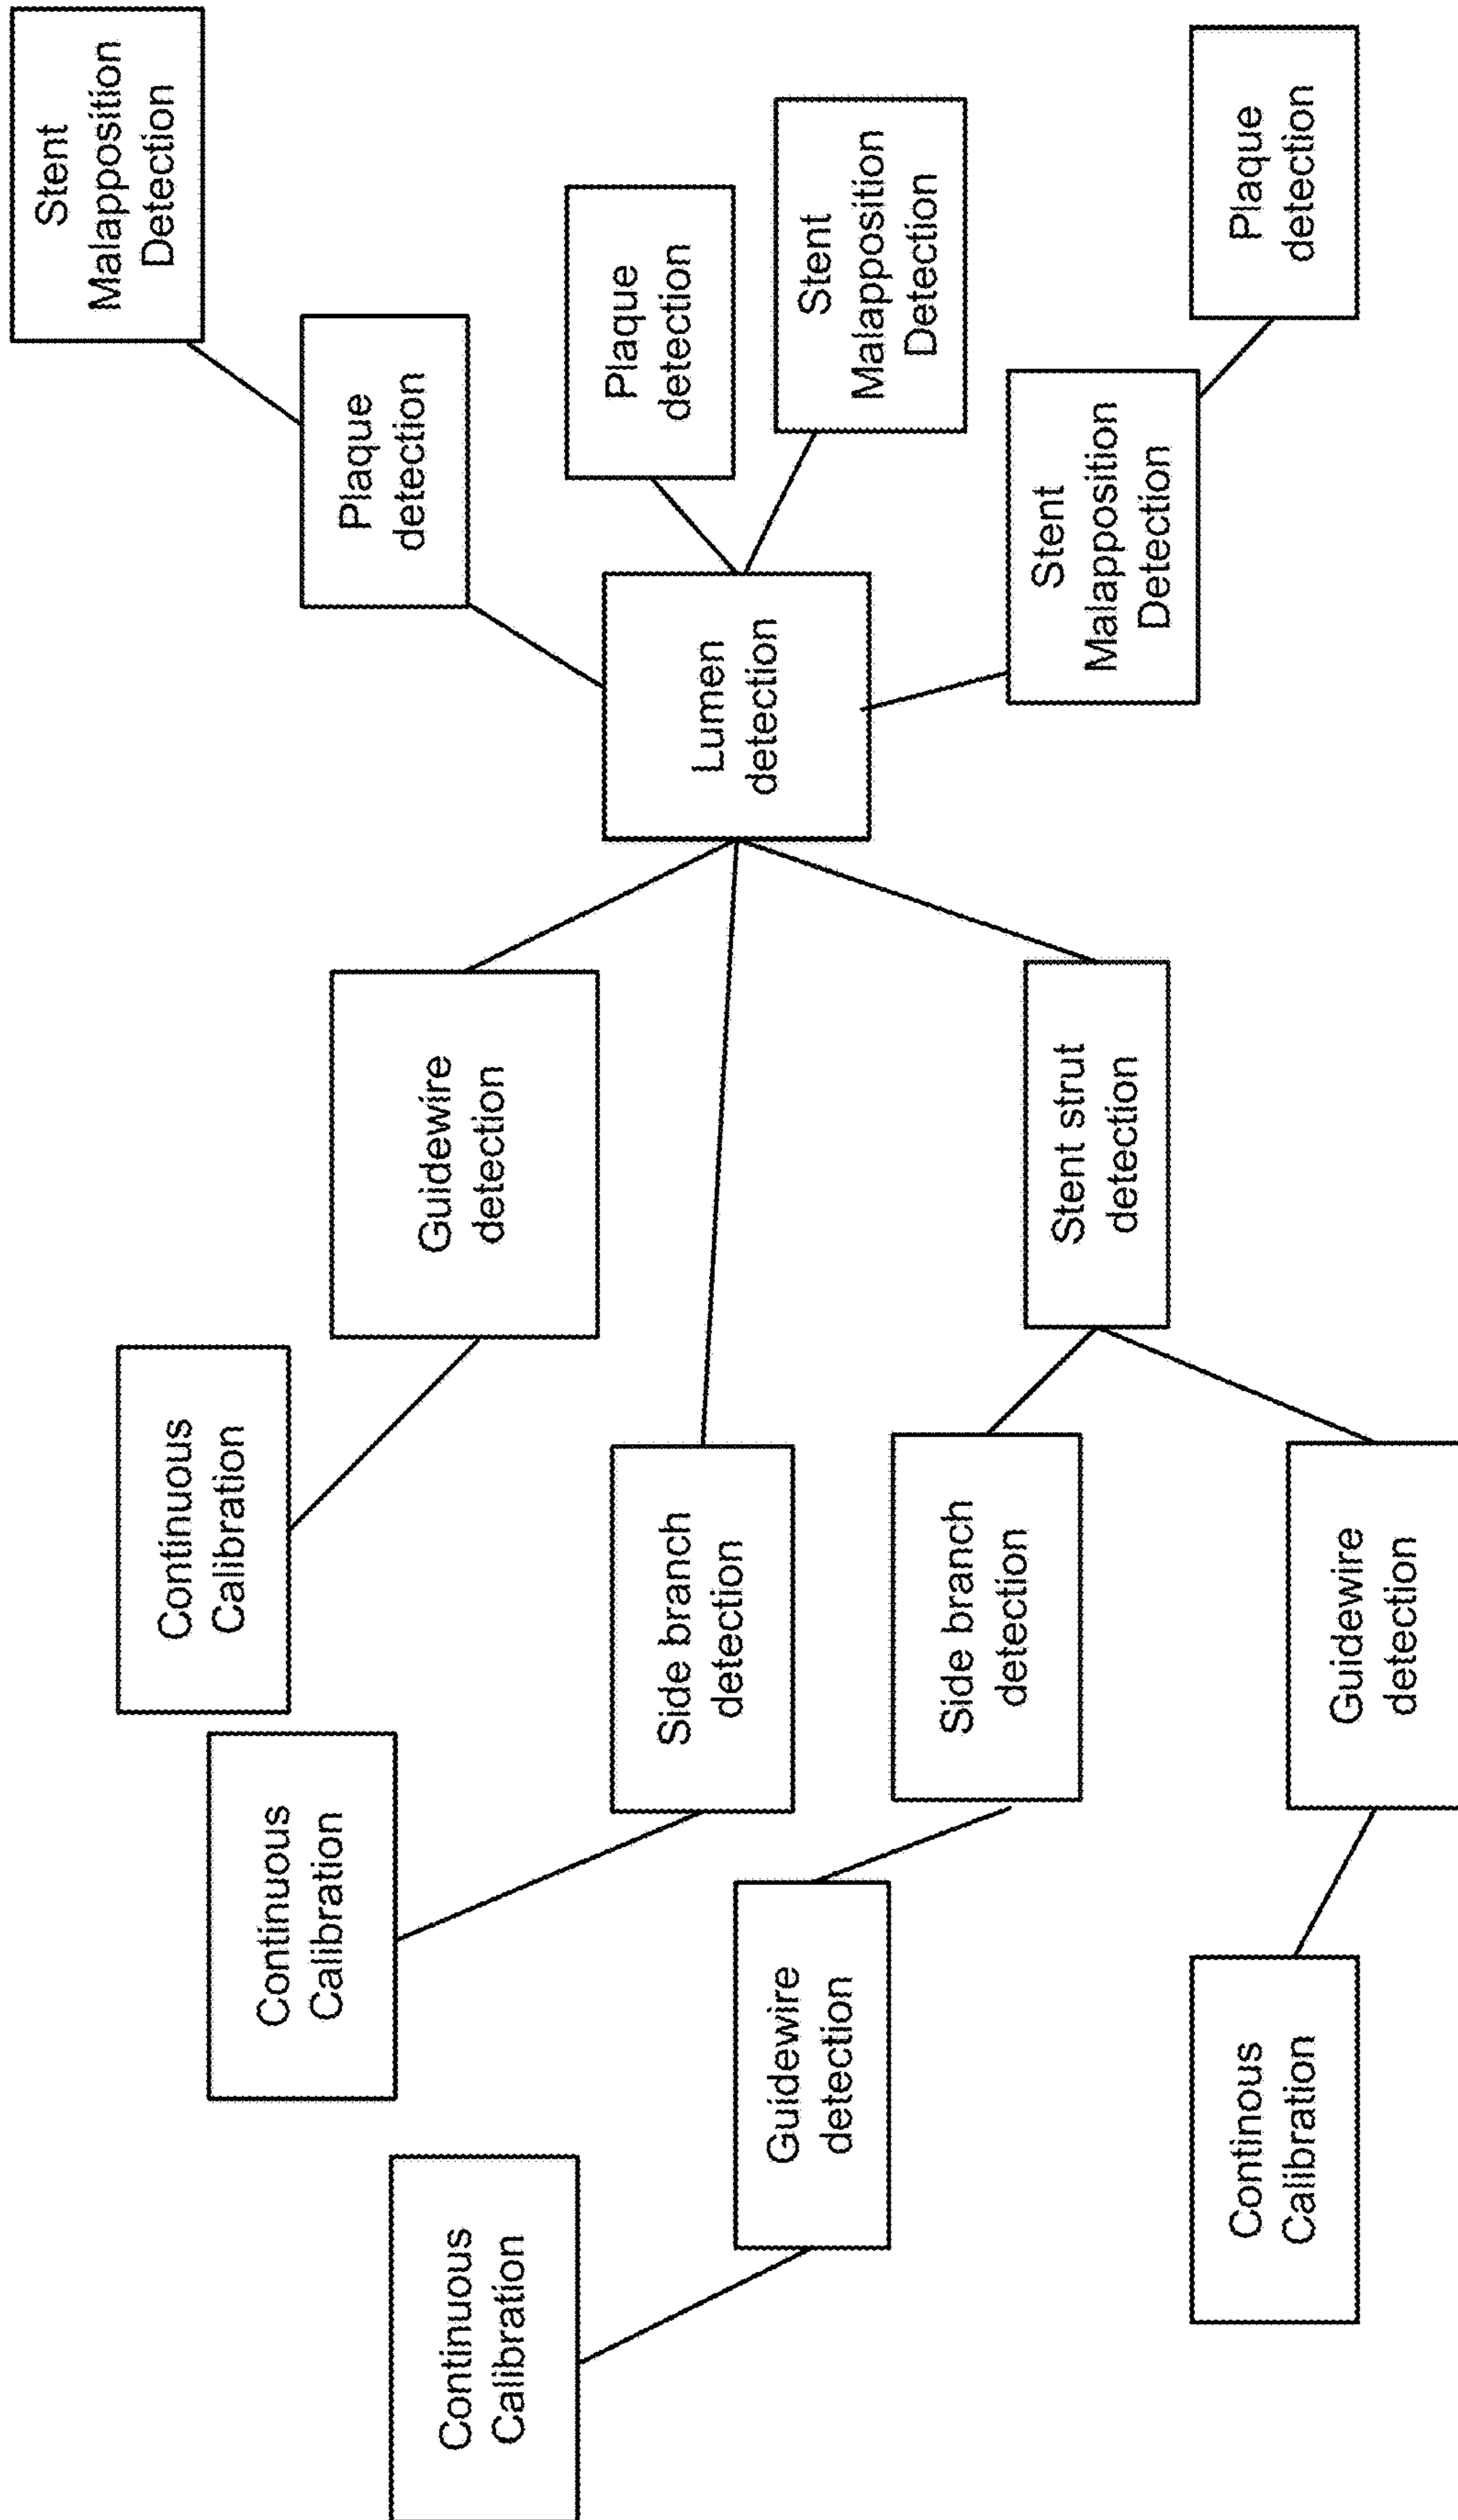 Stent
Malapposition
Detection
Continuous
Calibration
Continuous
Calibration
Plaque
detection
Guidewire
detection
Continuous
Calibration
Plaque
detection
Lumen
detection
Side branch
detection
Guidewire
detection
Stent
Malapposition
Detection
Side branch
detection
Stent strut
detection
Stent
Malapposition
Detection
Continous
Calibration
Plaque
detection
Guidewire
detection